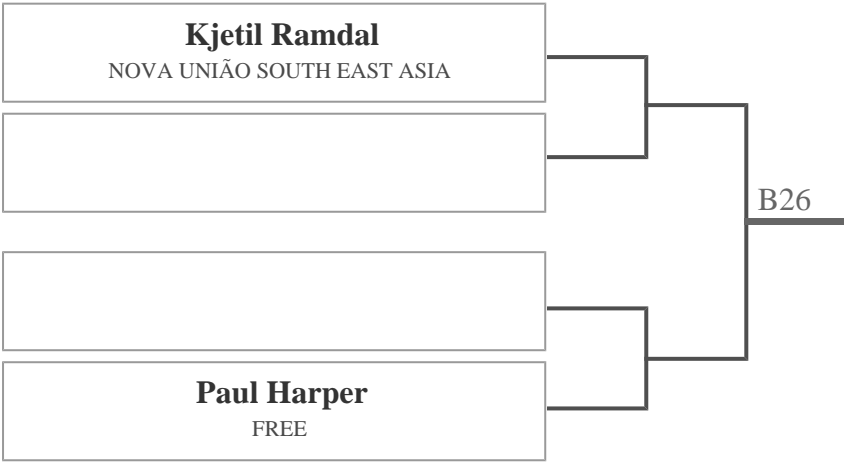 Kjetil Ramdal
NOVA UNIÃO SOUTH EAST ASIA
B26
Paul Harper
FREE